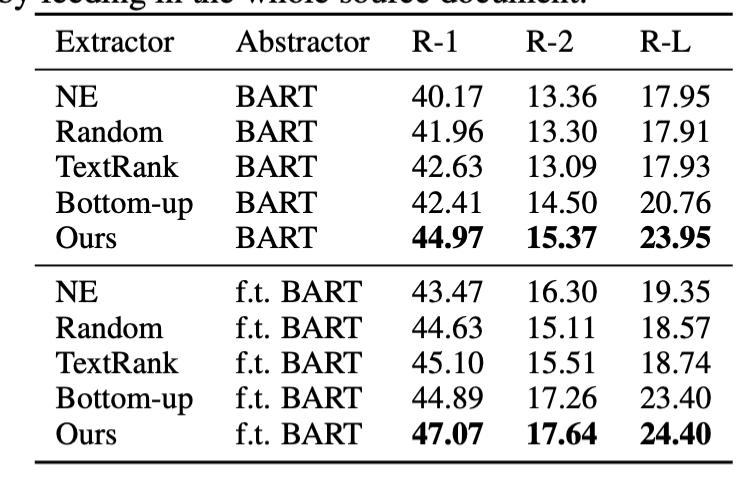 by feeding in the whole source document.
Extractor Abstractor R-1 R-2 R-L
NE BART 40.17 13.36 17.95
Random BART 41.96 13.30 17.91
TextRank BART 42.63 13.09 17.93
Bottom-up BART 42.41 14.50 20.76
Ours BART 44.97 15.37 23.95
NE f.t. BART 43.47 16.30 19.35
Random f.t. BART 44.63 15.11 18.57
TextRank f.t. BART 45.10 15.51 18.74
Bottom-up f.t. BART 44.89 17.26 23.40
Ours f.t. BART 47.07 17.64 24.40